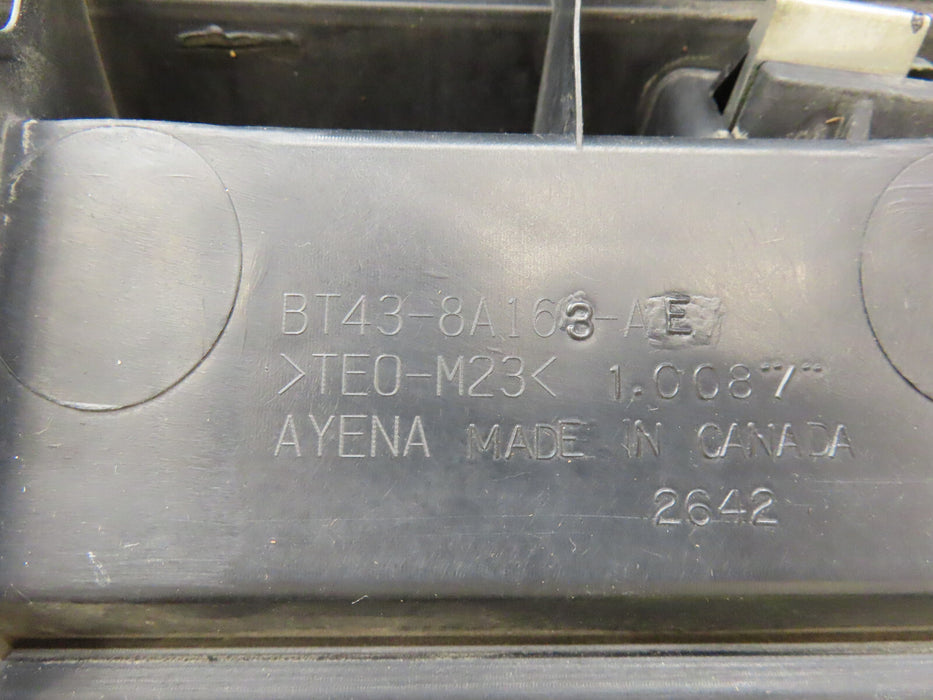 BT43-8A163-AE
>TEO-M23< 1.0087"
AYENA MADE IN CANADA
2642